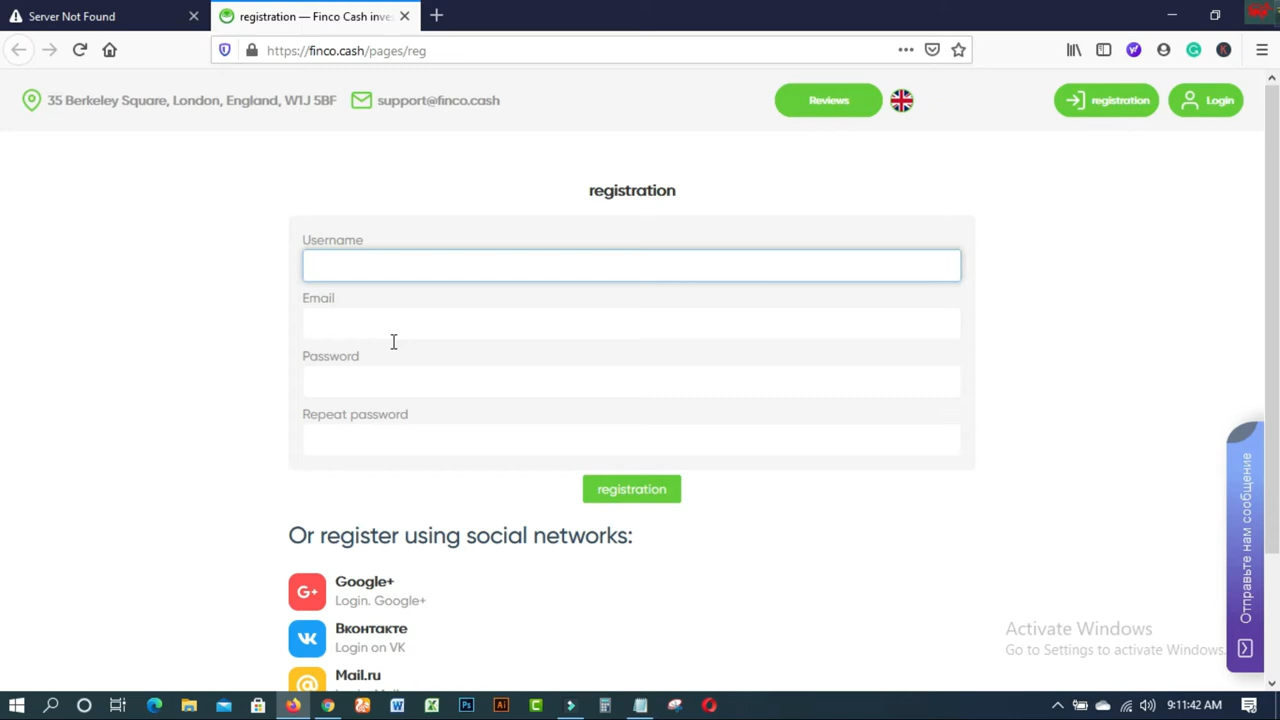 Server Not Found
registration — Finco Cash inve
https://finco.cash/pages/reg
35 Berkeley Square, London, England, W1J 5BF
support@finco.cash
Reviews
registration
Login
registration
Username
Email
Password
Repeat password
registration
Or register using social networks:
Google+
Login. Google+
Вконтакте
Login on VK
Mail.ru
Отправьте нам сообщение
Activate Windows
Go to Settings to activate Windows.
9:11:42 AM